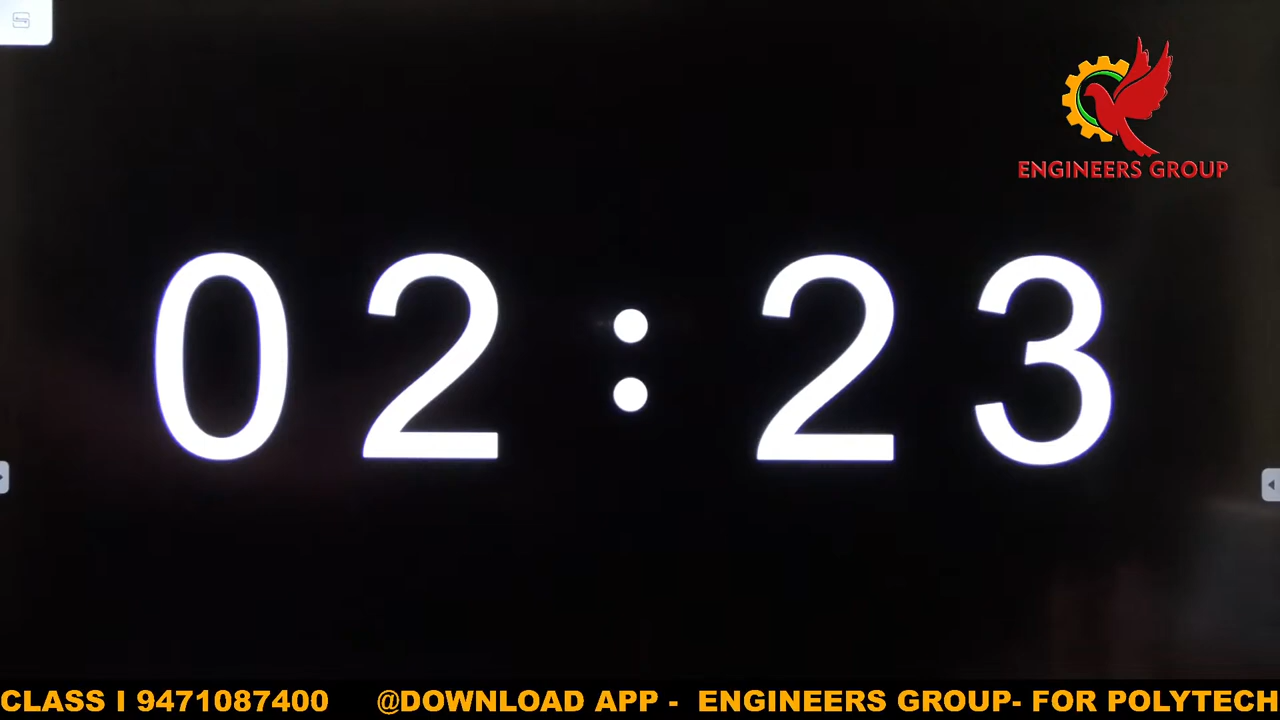 ENGINEERS GROUP
02:23
CLASS I 9471087400 @DOWNLOAD APP - ENGINEERS GROUP- FOR POLYTECH